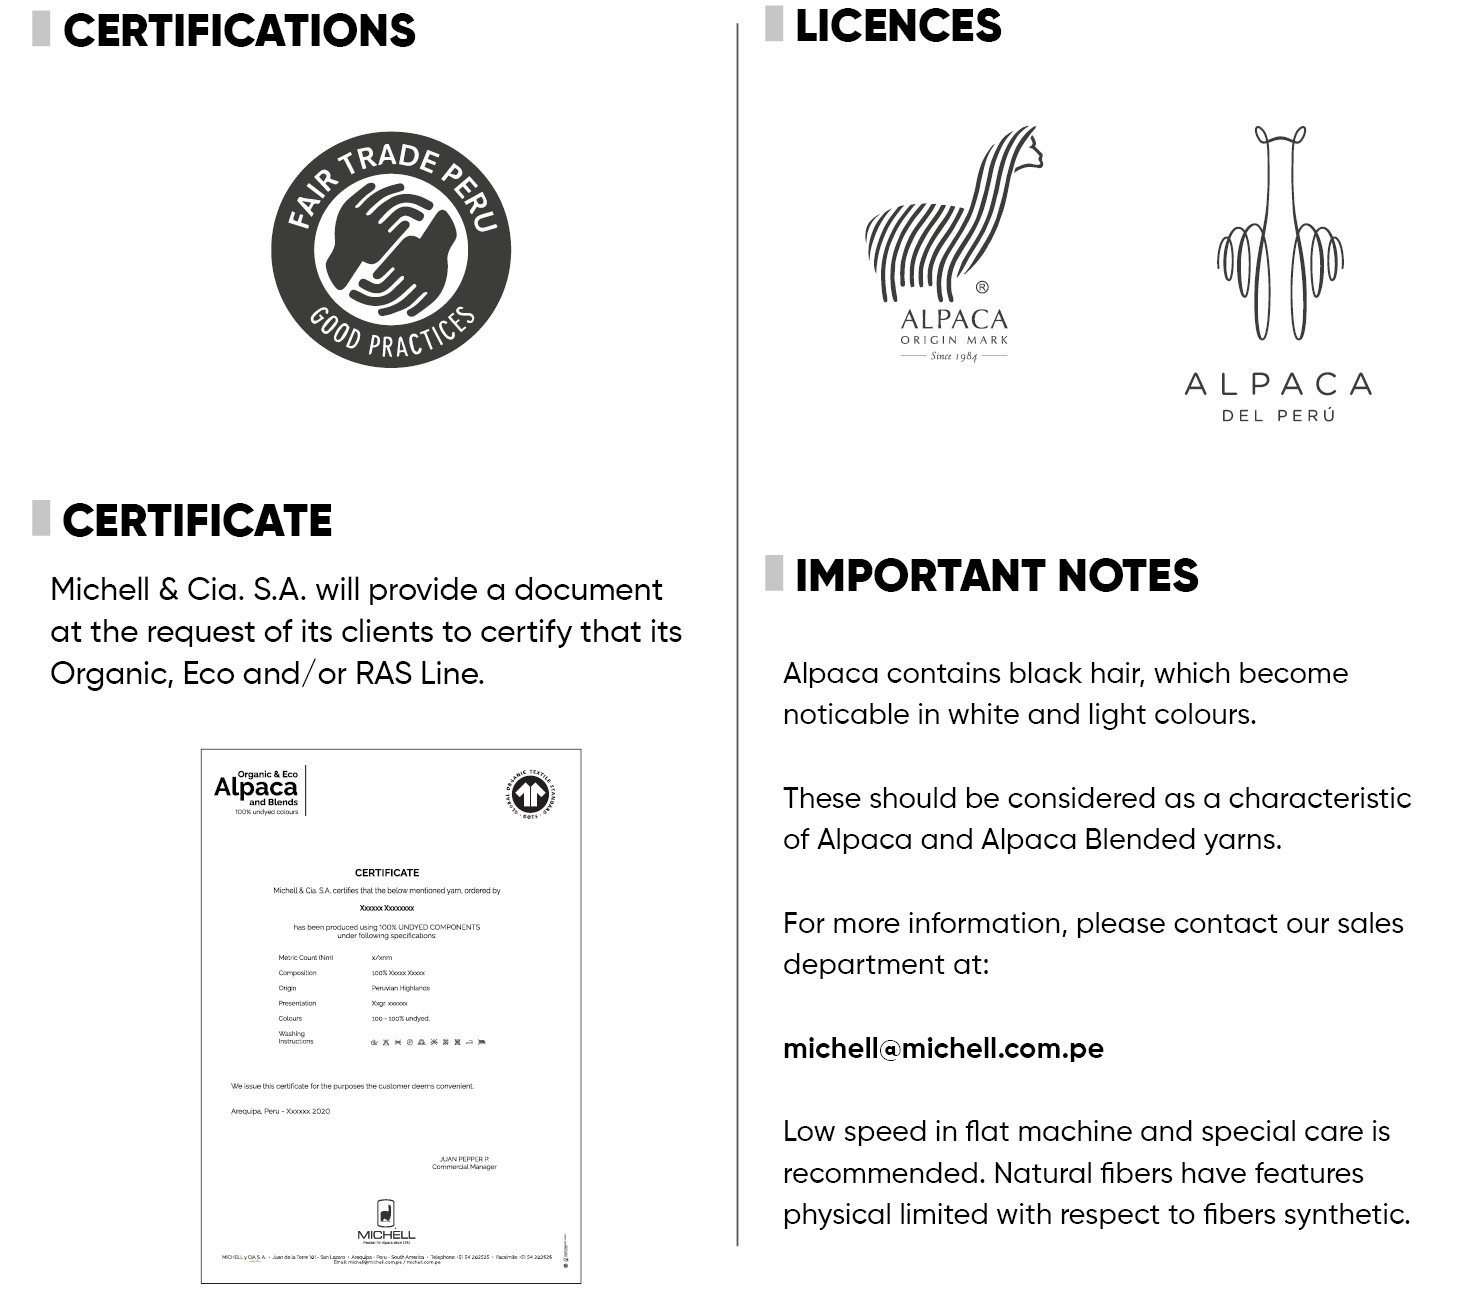 CERTIFICATIONS
FAIR TRADE PERU
GOOD PRACTICES
CERTIFICATE
Michell & Cia. S.A. will provide a document
at the request of its clients to certify that its
Organic, Eco and/or RAS Line.
Organic & Eco
Alpaca
and Blends
100% undyed colours
GLOBAL ORGANIC TEXTILE STANDARD · GOTS ·
CERTIFICATE
Michell & Cia. S.A. certifies that the below mentioned yarn, ordered by
Xxxxxx Xxxxxxxx
has been produced using 100% UNDYED COMPONENTS
under following specifications:
Metric Count (Nm) x/xnm
Composition 100% Xxxxx Xxxxx
Origin Peruvian Highlands
Presentation Xxgr. xxxxxx
Colours 100 - 100% undyed.
Washing
Instructions
We issue this certificate for the purposes the customer deems convenient.
Arequipa, Peru - Xxxxxx 2020
JUAN PEPPER P.
Commercial Manager
MICHELL
Passion for Alpaca since 1931
MICHELL y CIA S.A. • Juan de la Torre 101 - San Lazaro • Arequipa - Peru - South America • Telephone: +51 54 202525 • Facsimile: +51 54 202626
Email: michell@michell.com.pe / michell.com.pe
LICENCES
®
ALPACA
ORIGIN MARK
Since 1984
ALPACA
DEL PERÚ
IMPORTANT NOTES
Alpaca contains black hair, which become
noticable in white and light colours.
These should be considered as a characteristic
of Alpaca and Alpaca Blended yarns.
For more information, please contact our sales
department at:
michell@michell.com.pe
Low speed in flat machine and special care is
recommended. Natural fibers have features
physical limited with respect to fibers synthetic.